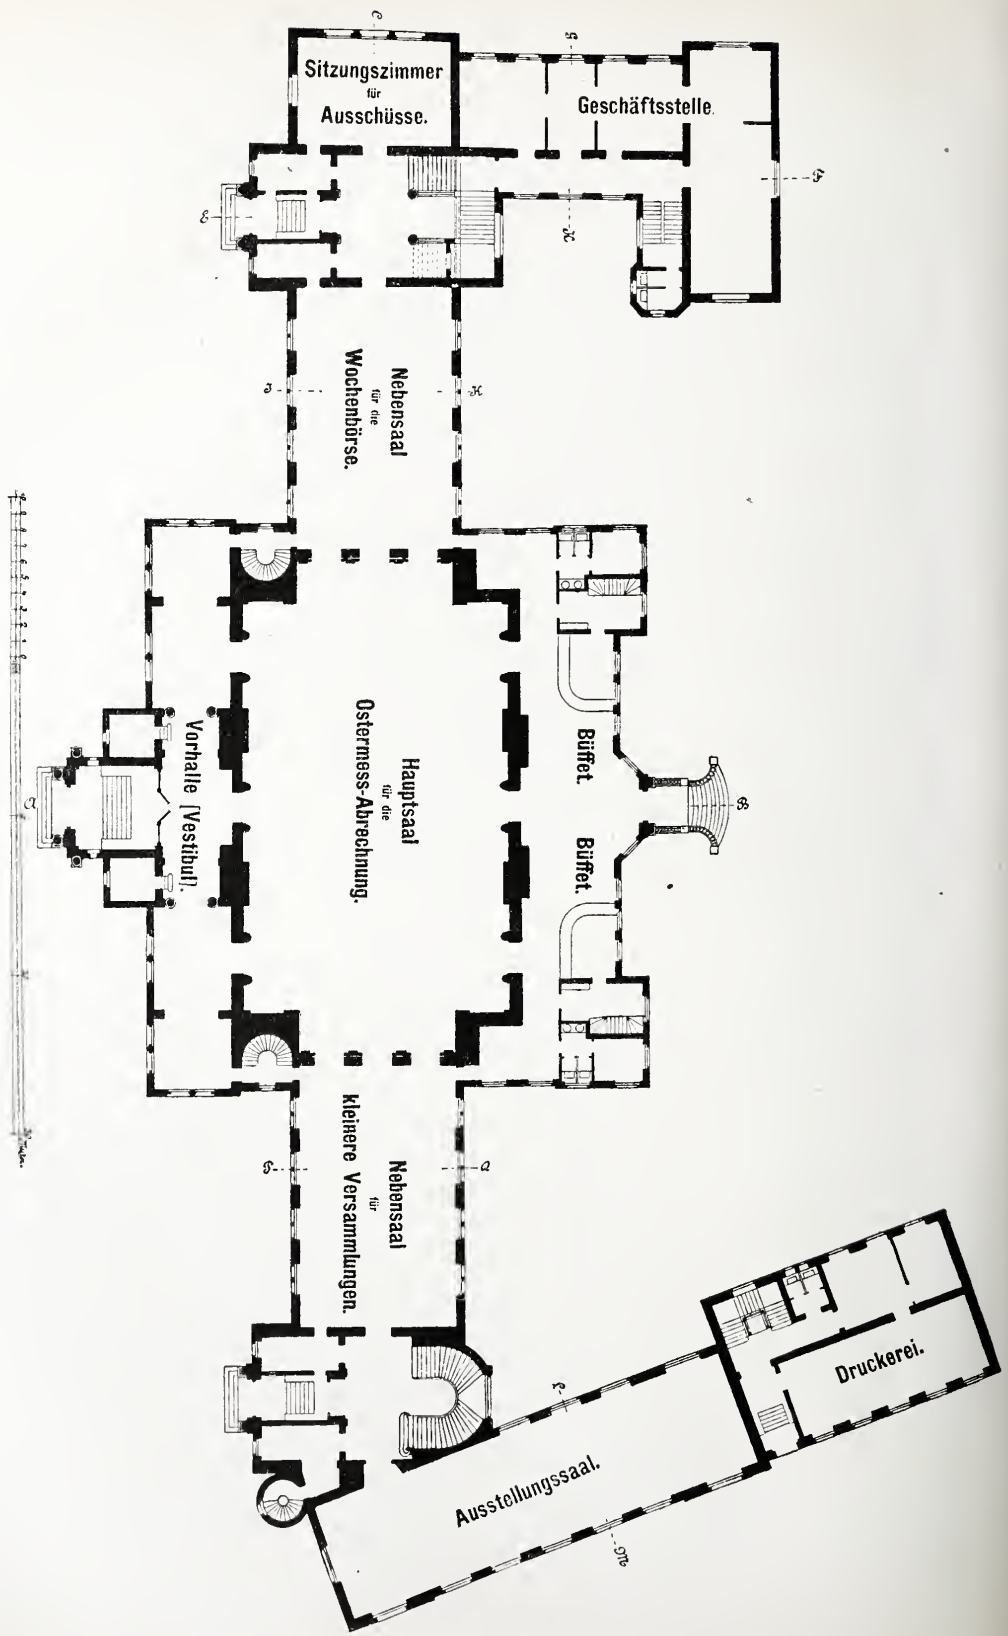 Sitzungszimmer
für
Ausschüsse.
Geschäftsstelle.
Nebensaal
für die
Wochenbörse.
Hauptsaal
für die
Ostermess-Abrechnung.
Vorhalle [Vestibul].
Büffet.
Büffet.
Nebensaal
für
kleinere Versammlungen.
Ausstellungssaal.
Druckerei.
C
G
F
E
H
J
K
A
B
M